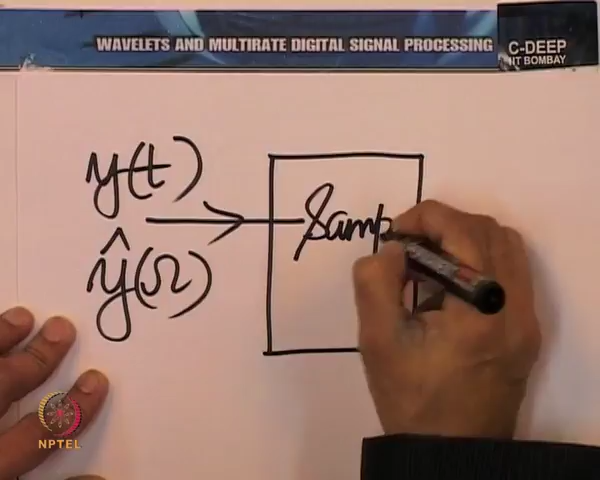 WAVELETS AND MULTIRATE DIGITAL SIGNAL PROCESSING
C-DEEP
IIT BOMBAY
y(t)
ŷ(Ω)
Samp
NPTEL